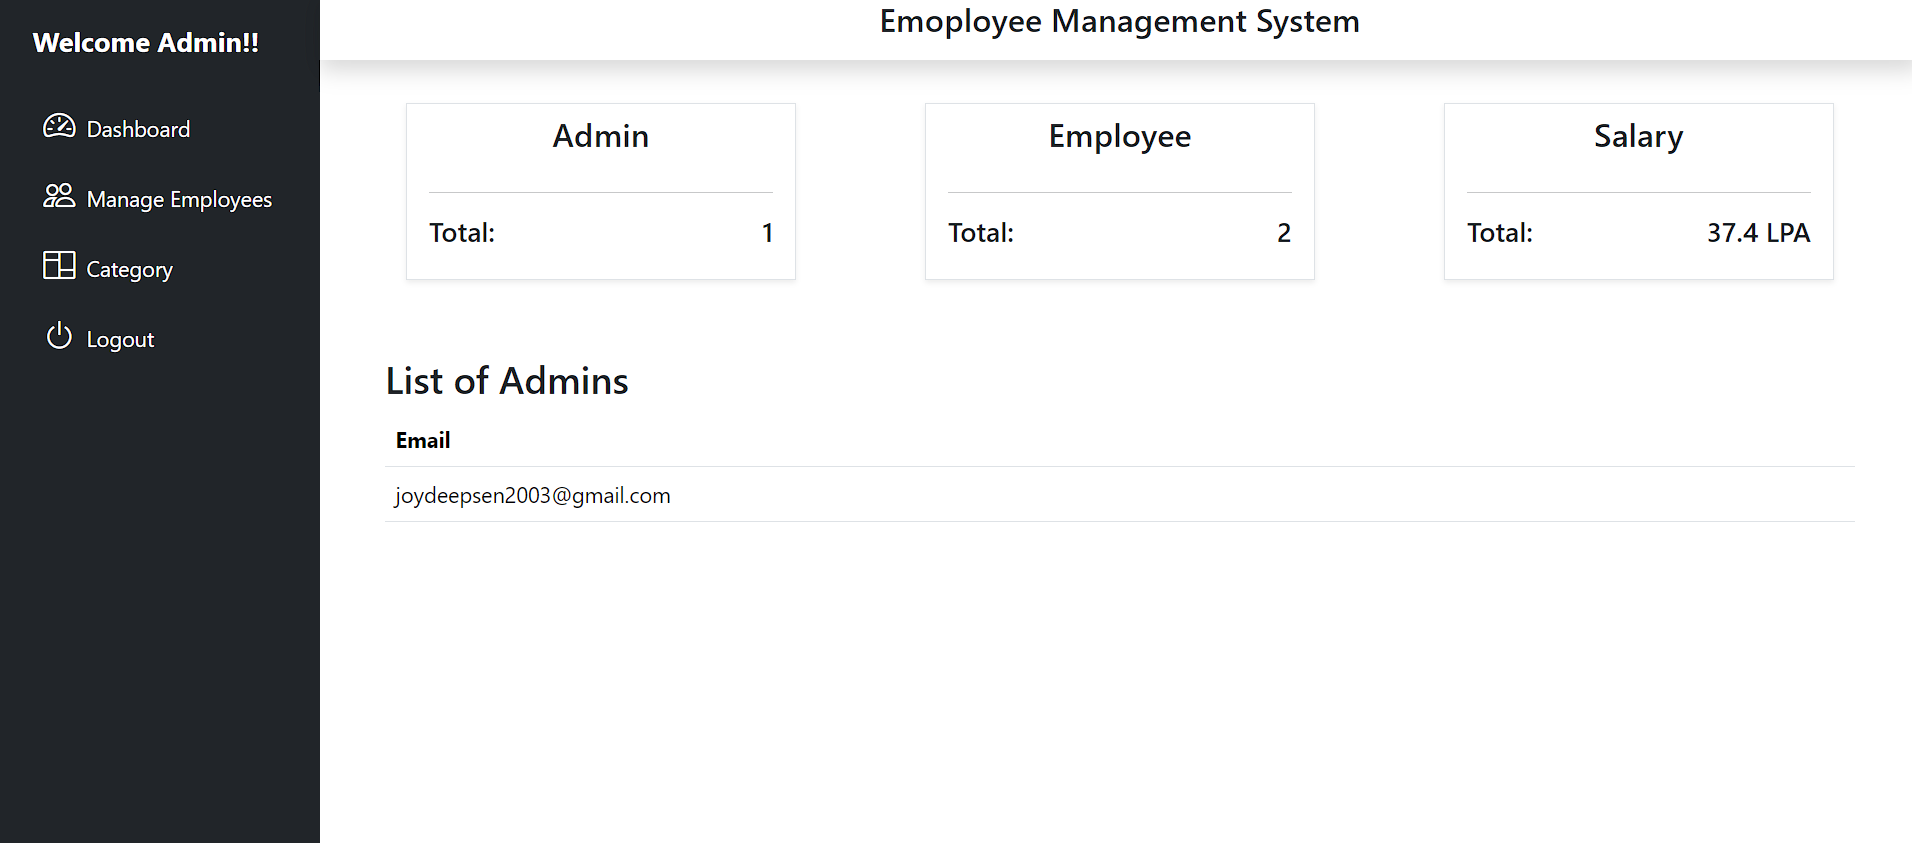 Welcome Admin!!
Dashboard
Manage Employees
Category
Logout
Emoployee Management System
Admin
Total: 1
Employee
Total: 2
Salary
Total: 37.4 LPA
List of Admins
Email
joydeepsen2003@gmail.com